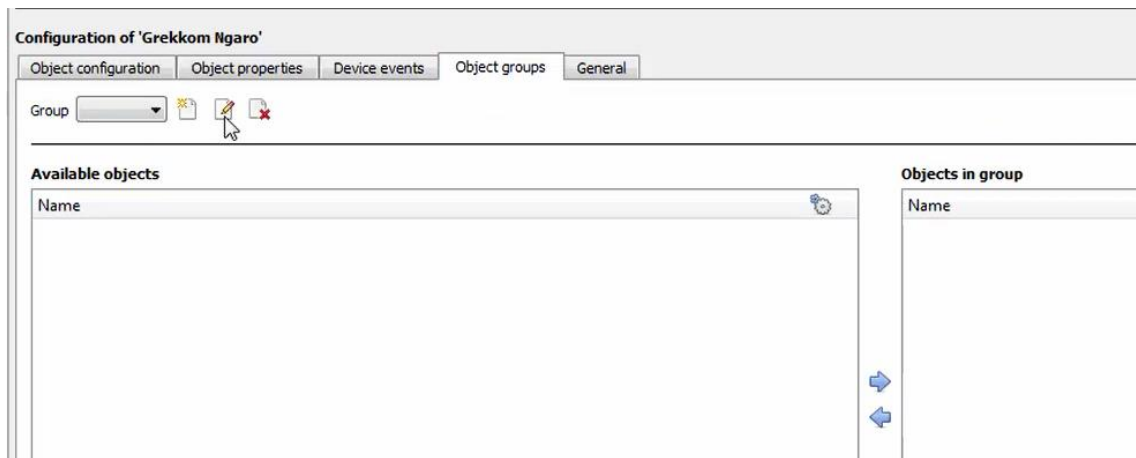 Configuration of 'Grekkom Ngaro'
Object configuration Object properties Device events Object groups General
Group
Available objects Objects in group
Name Name